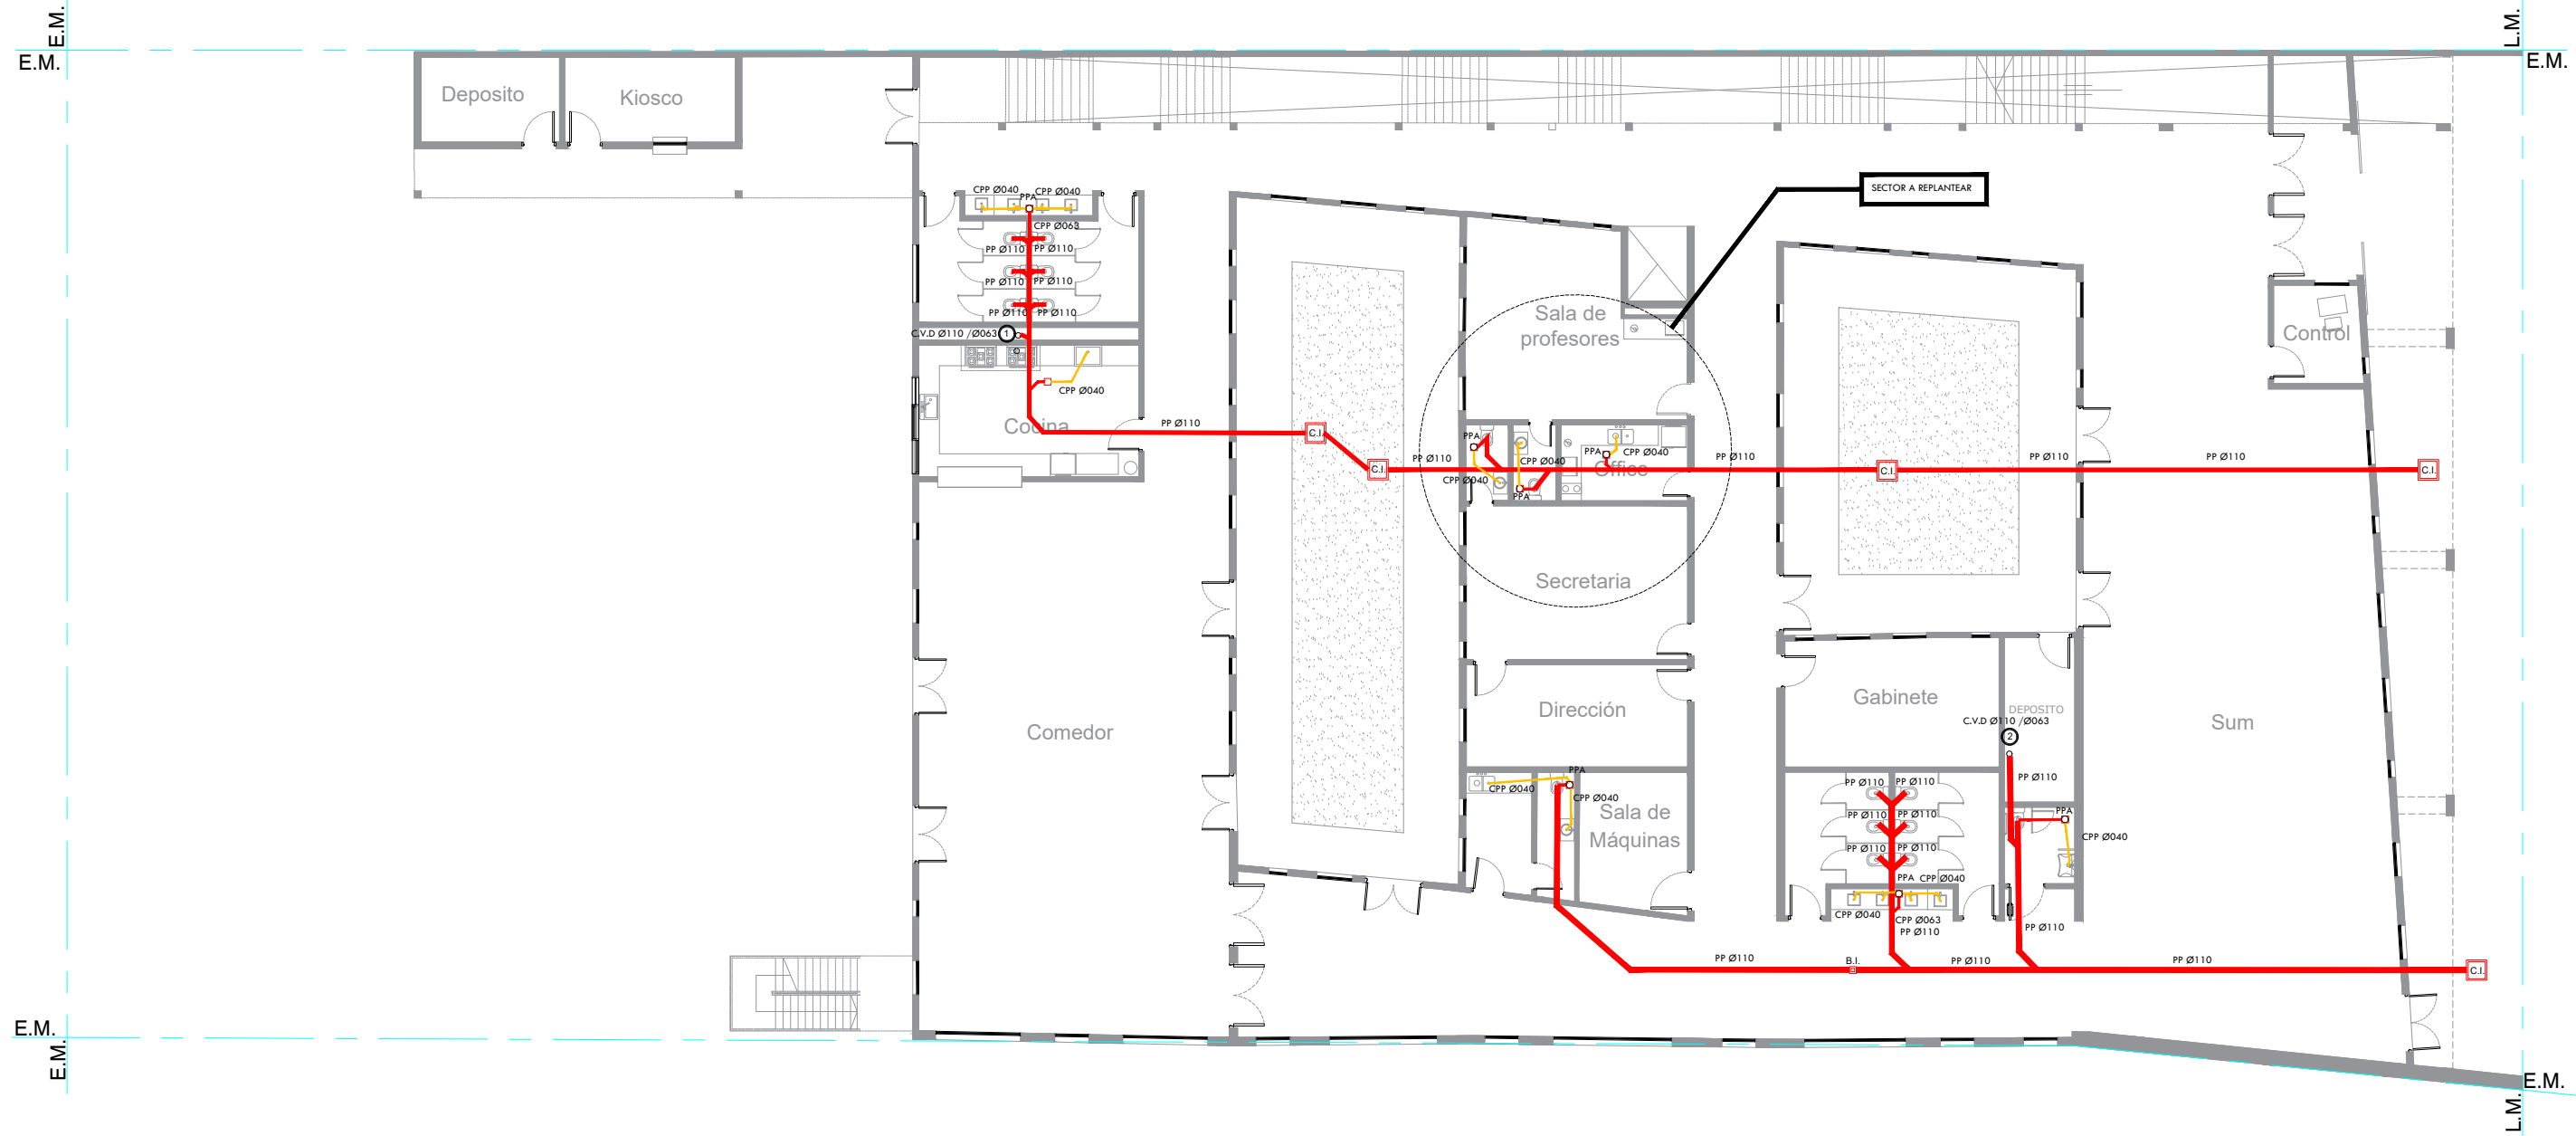 E.M.
E.M.
L.M.
E.M.
Deposito
Kiosco
SECTOR A REPLANTEAR
CPP Ø040
CPP Ø040
PPA
CPP Ø063
PP Ø110
PP Ø110
PP Ø110
PP Ø110
PP Ø110
PP Ø110
C.V.D Ø110 /Ø063
1
CPP Ø040
Cocina
PP Ø110
C.I.
C.I.
PP Ø110
Sala de
profesores
Control
PPA
CPP Ø040
CPP Ø040
PPA
PPA
CPP Ø040
Office
PP Ø110
C.I.
PP Ø110
PP Ø110
C.I.
Secretaria
Dirección
Comedor
Gabinete
DEPOSITO
C.V.D Ø110 /Ø063
2
Sum
PP Ø110
PPA
CPP Ø040
CPP Ø040
Sala de
Máquinas
PP Ø110
PP Ø110
PP Ø110
PP Ø110
PP Ø110
PP Ø110
PPA
CPP Ø040
CPP Ø040
CPP Ø063
PP Ø110
PPA
CPP Ø040
PP Ø110
PP Ø110
B.I.
PP Ø110
PP Ø110
C.I.
E.M.
E.M.
E.M.
L.M.